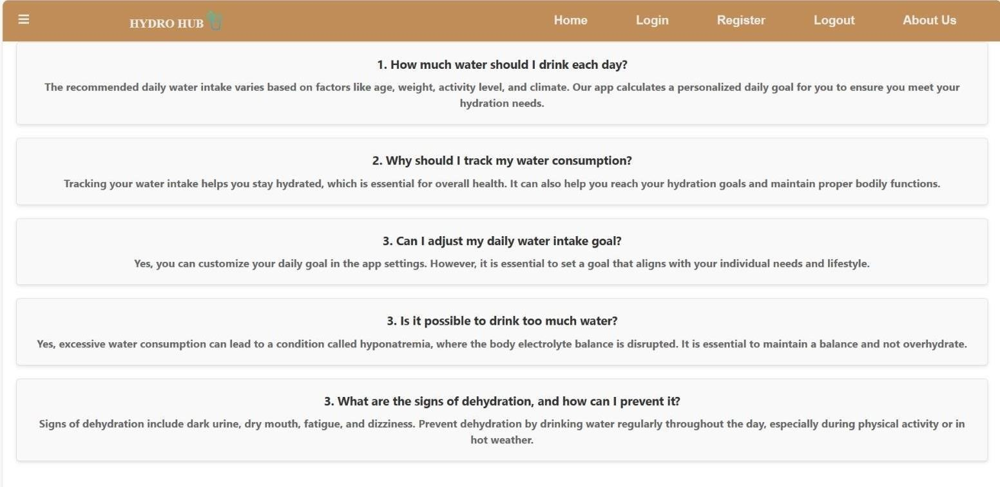 HYDRO HUB
Home Login Register Logout About Us
1. How much water should I drink each day?
The recommended daily water intake varies based on factors like age, weight, activity level, and climate. Our app calculates a personalized daily goal for you to ensure you meet your
hydration needs.
2. Why should I track my water consumption?
Tracking your water intake helps you stay hydrated, which is essential for overall health. It can also help you reach your hydration goals and maintain proper bodily functions.
3. Can I adjust my daily water intake goal?
Yes, you can customize your daily goal in the app settings. However, it is essential to set a goal that aligns with your individual needs and lifestyle.
3. Is it possible to drink too much water?
Yes, excessive water consumption can lead to a condition called hyponatremia, where the body electrolyte balance is disrupted. It is essential to maintain a balance and not overhydrate.
3. What are the signs of dehydration, and how can I prevent it?
Signs of dehydration include dark urine, dry mouth, fatigue, and dizziness. Prevent dehydration by drinking water regularly throughout the day, especially during physical activity or in
hot weather.